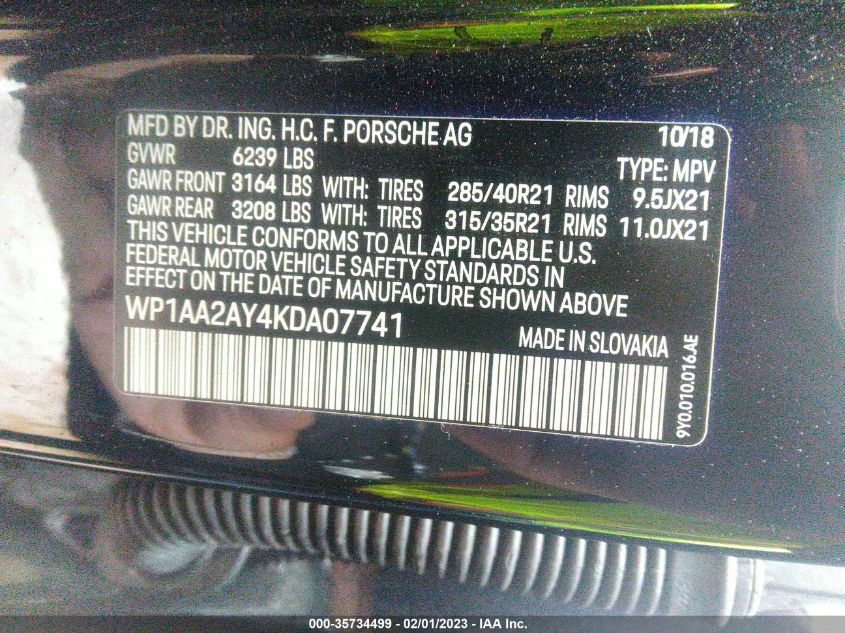 MFD BY DR. ING. H.C. F. PORSCHE AG 10/18
GVWR 6239 LBS TYPE: MPV
GAWR FRONT 3164 LBS WITH: TIRES 285/40R21 RIMS 9.5JX21
GAWR REAR 3208 LBS WITH: TIRES 315/35R21 RIMS 11.0JX21
THIS VEHICLE CONFORMS TO ALL APPLICABLE U.S.
FEDERAL MOTOR VEHICLE SAFETY STANDARDS IN
EFFECT ON THE DATE OF MANUFACTURE SHOWN ABOVE
WP1AA2AY4KDA07741 MADE IN SLOVAKIA
9Y0.010.016.AE
000-35734499 - 02/01/2023 - IAA Inc.